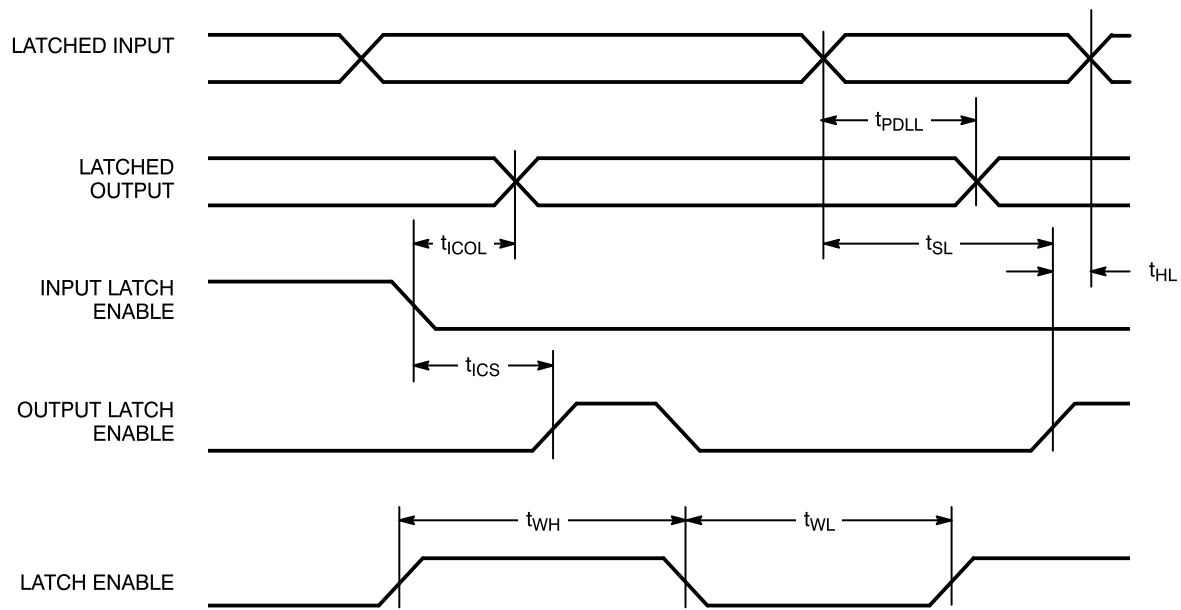 LATCHED INPUT
tPDLL
LATCHED
OUTPUT
tICOL
tSL
tHL
INPUT LATCH
ENABLE
tICS
OUTPUT LATCH
ENABLE
tWH
tWL
LATCH ENABLE